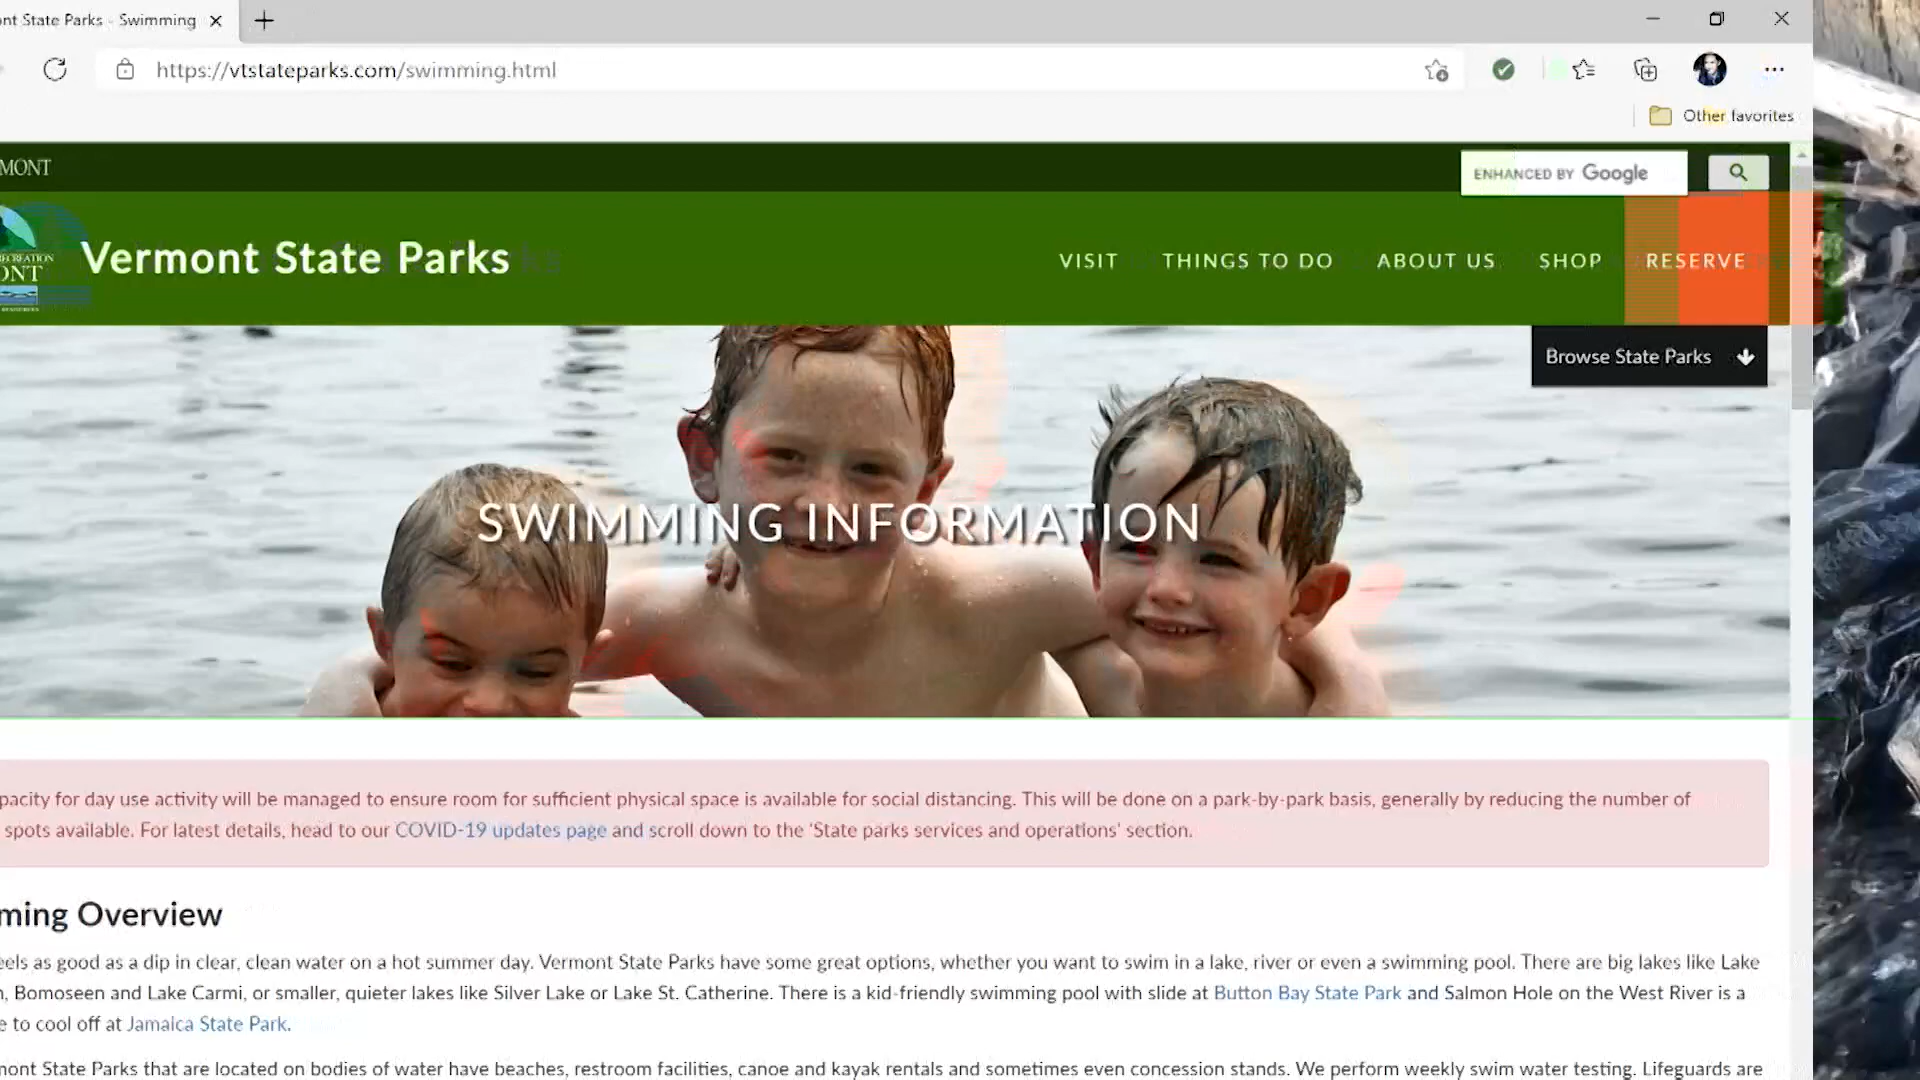 nt State Parks - Swimming
https://vtstateparks.com/swimming.html
Other favorites
MONT
ENHANCED BY Google
RECREATION
ONT
Vermont State Parks
VISIT THINGS TO DO ABOUT US SHOP RESERVE
Browse State Parks
SWIMMING INFORMATION
pacity for day use activity will be managed to ensure room for sufficient physical space is available for social distancing. This will be done on a park-by-park basis, generally by reducing the number of
spots available. For latest details, head to our COVID-19 updates page and scroll down to the 'State parks services and operations' section.
ming Overview
eels as good as a dip in clear, clean water on a hot summer day. Vermont State Parks have some great options, whether you want to swim in a lake, river or even a swimming pool. There are big lakes like Lake
n, Bomoseen and Lake Carmi, or smaller, quieter lakes like Silver Lake or Lake St. Catherine. There is a kid-friendly swimming pool with slide at Button Bay State Park and Salmon Hole on the West River is a
e to cool off at Jamaica State Park.
mont State Parks that are located on bodies of water have beaches, restroom facilities, canoe and kayak rentals and sometimes even concession stands. We perform weekly swim water testing. Lifeguards are